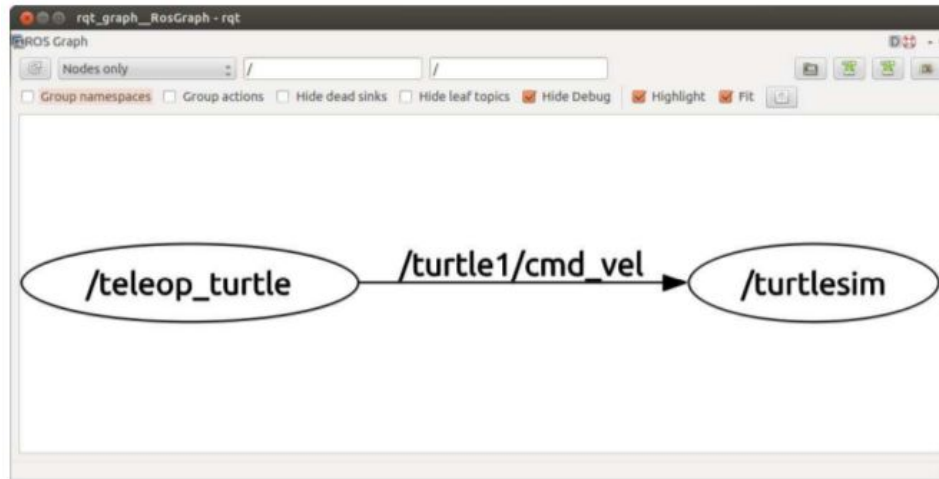 rqt_graph__RosGraph - rqt
ROS Graph
D
-
Nodes only
/
/
Group namespaces Group actions Hide dead sinks Hide leaf topics Hide Debug Highlight Fit
/teleop_turtle
/turtle1/cmd_vel
/turtlesim